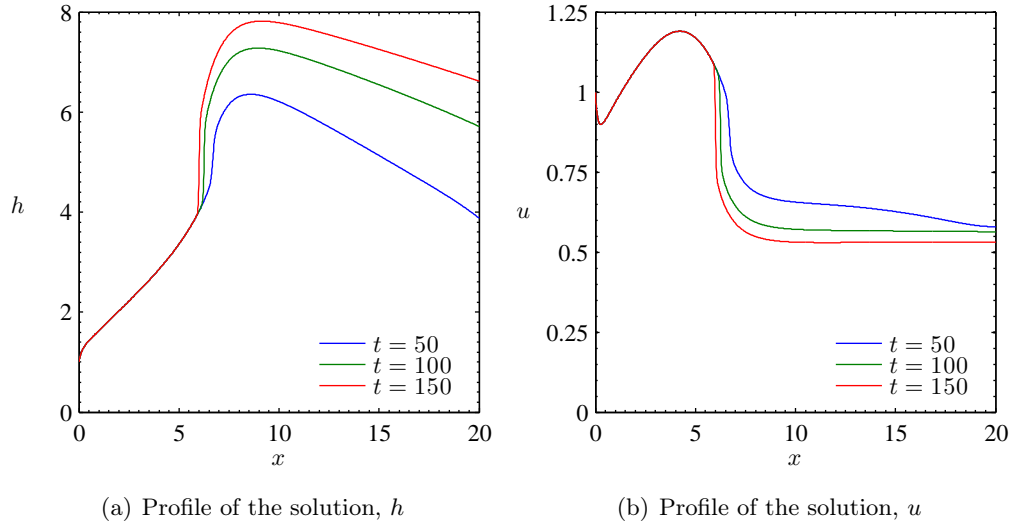 8
6
h
4
2
0
0 5 10 15 20
x
t = 50
t = 100
t = 150
(a) Profile of the solution, h
1.25
1
0.75
u
0.5
0.25
0
0 5 10 15 20
x
t = 50
t = 100
t = 150
(b) Profile of the solution, u